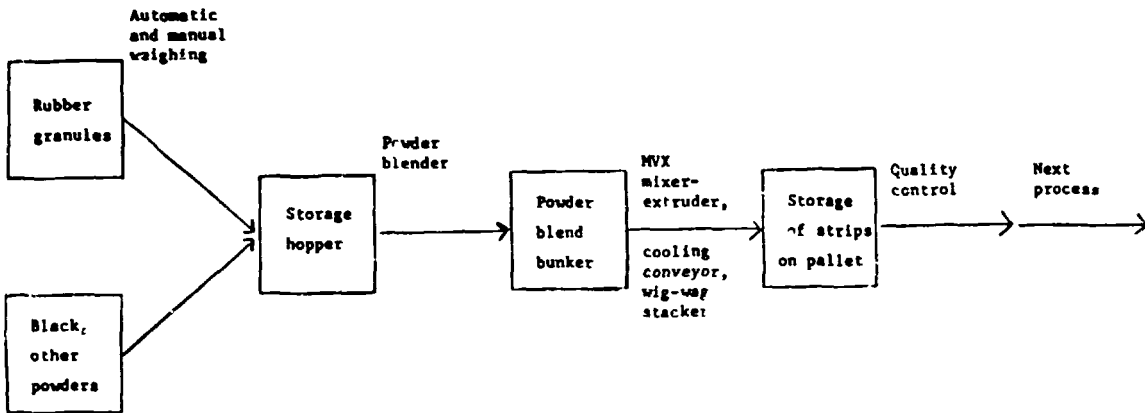 Automatic
and manual
weighing
Rubber
granules
Black,
other
powders
Storage
hopper
Powder
blender
Powder
blend
bunker
MVX
mixer-
extruder,
cooling
conveyor,
wig-wag
stacker
Storage
of strips
on pallet
Quality
control
Next
process